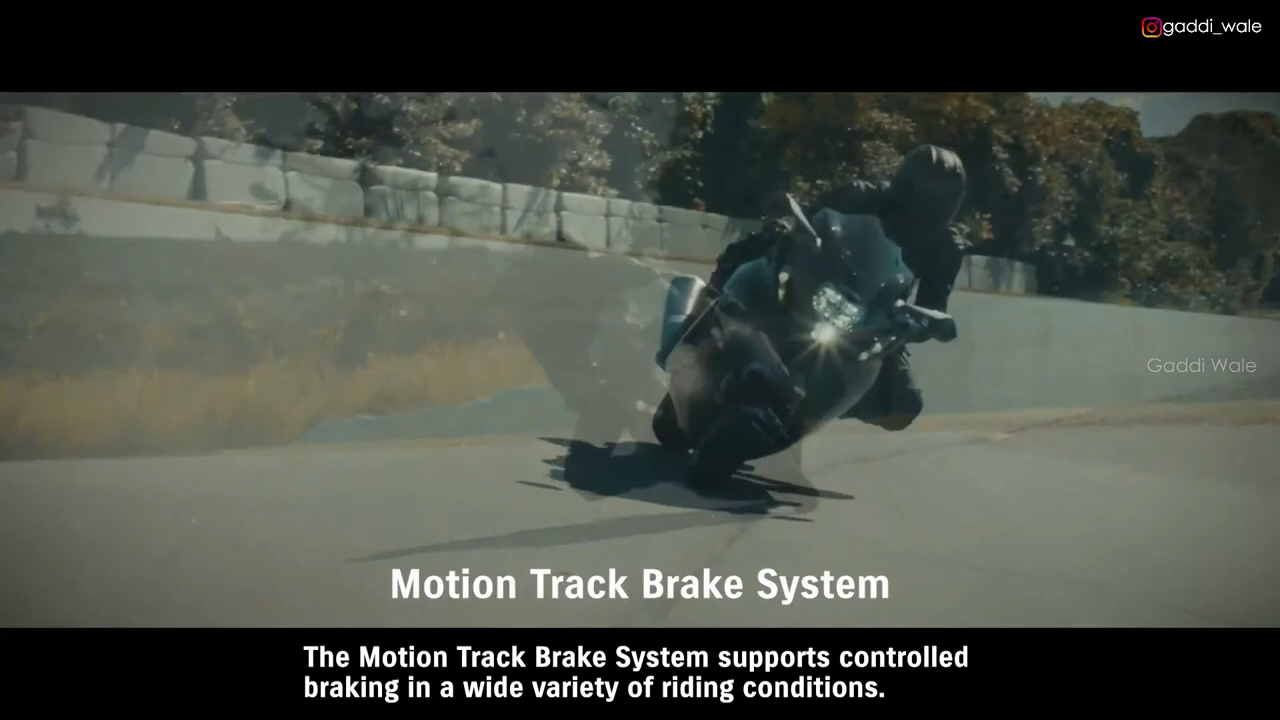 gaddi_wale
Gaddi Wale
Motion Track Brake System
The Motion Track Brake System supports controlled
braking in a wide variety of riding conditions.